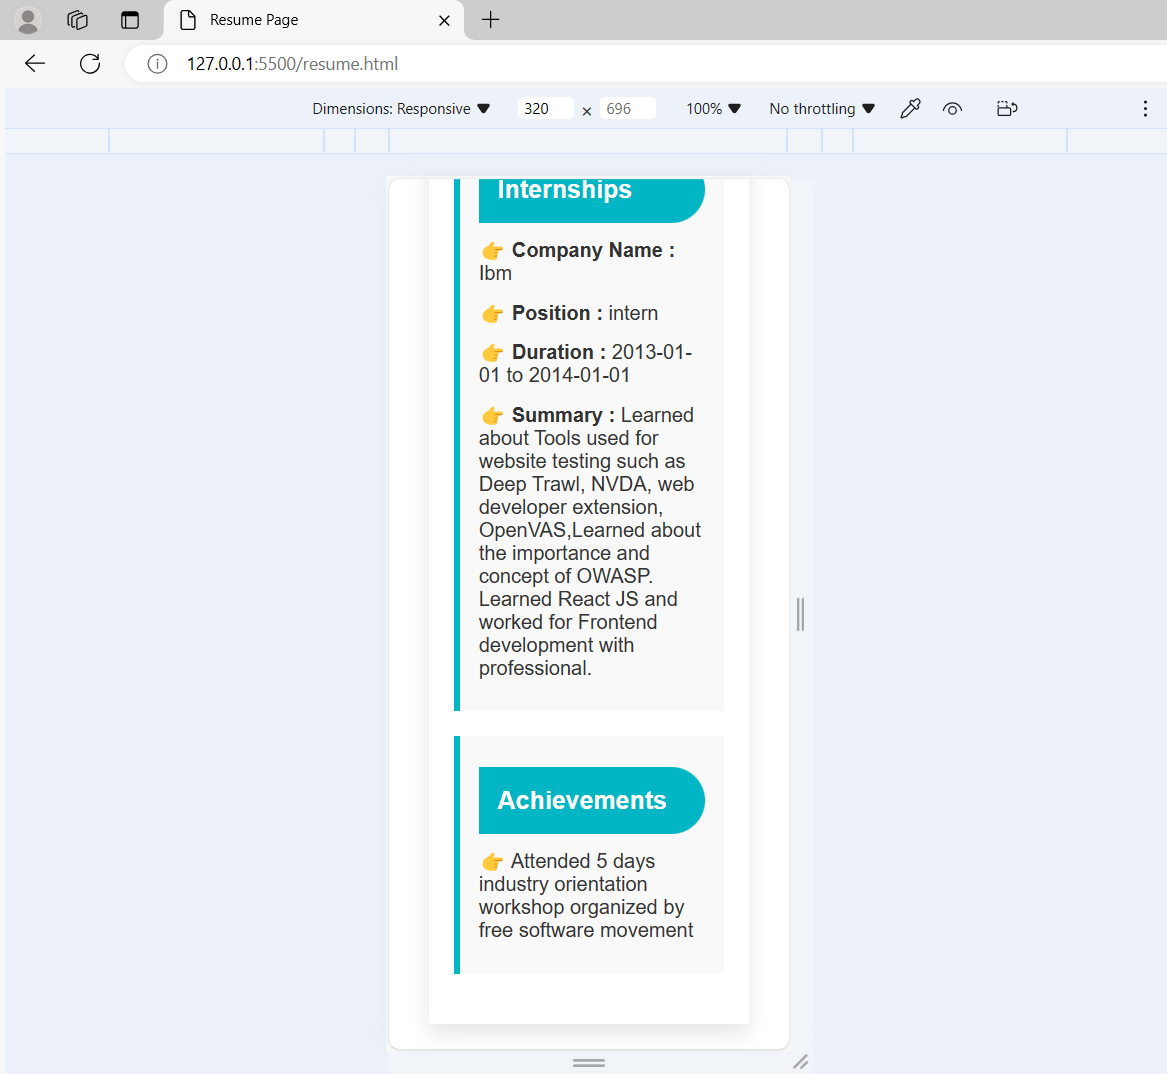 Resume Page
127.0.0.1:5500/resume.html
Dimensions: Responsive 320 × 696 100% No throttling
Internships
👉 Company Name :
Ibm
👉 Position : intern
👉 Duration : 2013-01-
01 to 2014-01-01
👉 Summary : Learned
about Tools used for
website testing such as
Deep Trawl, NVDA, web
developer extension,
OpenVAS,Learned about
the importance and
concept of OWASP.
Learned React JS and
worked for Frontend
development with
professional.
Achievements
👉 Attended 5 days
industry orientation
workshop organized by
free software movement